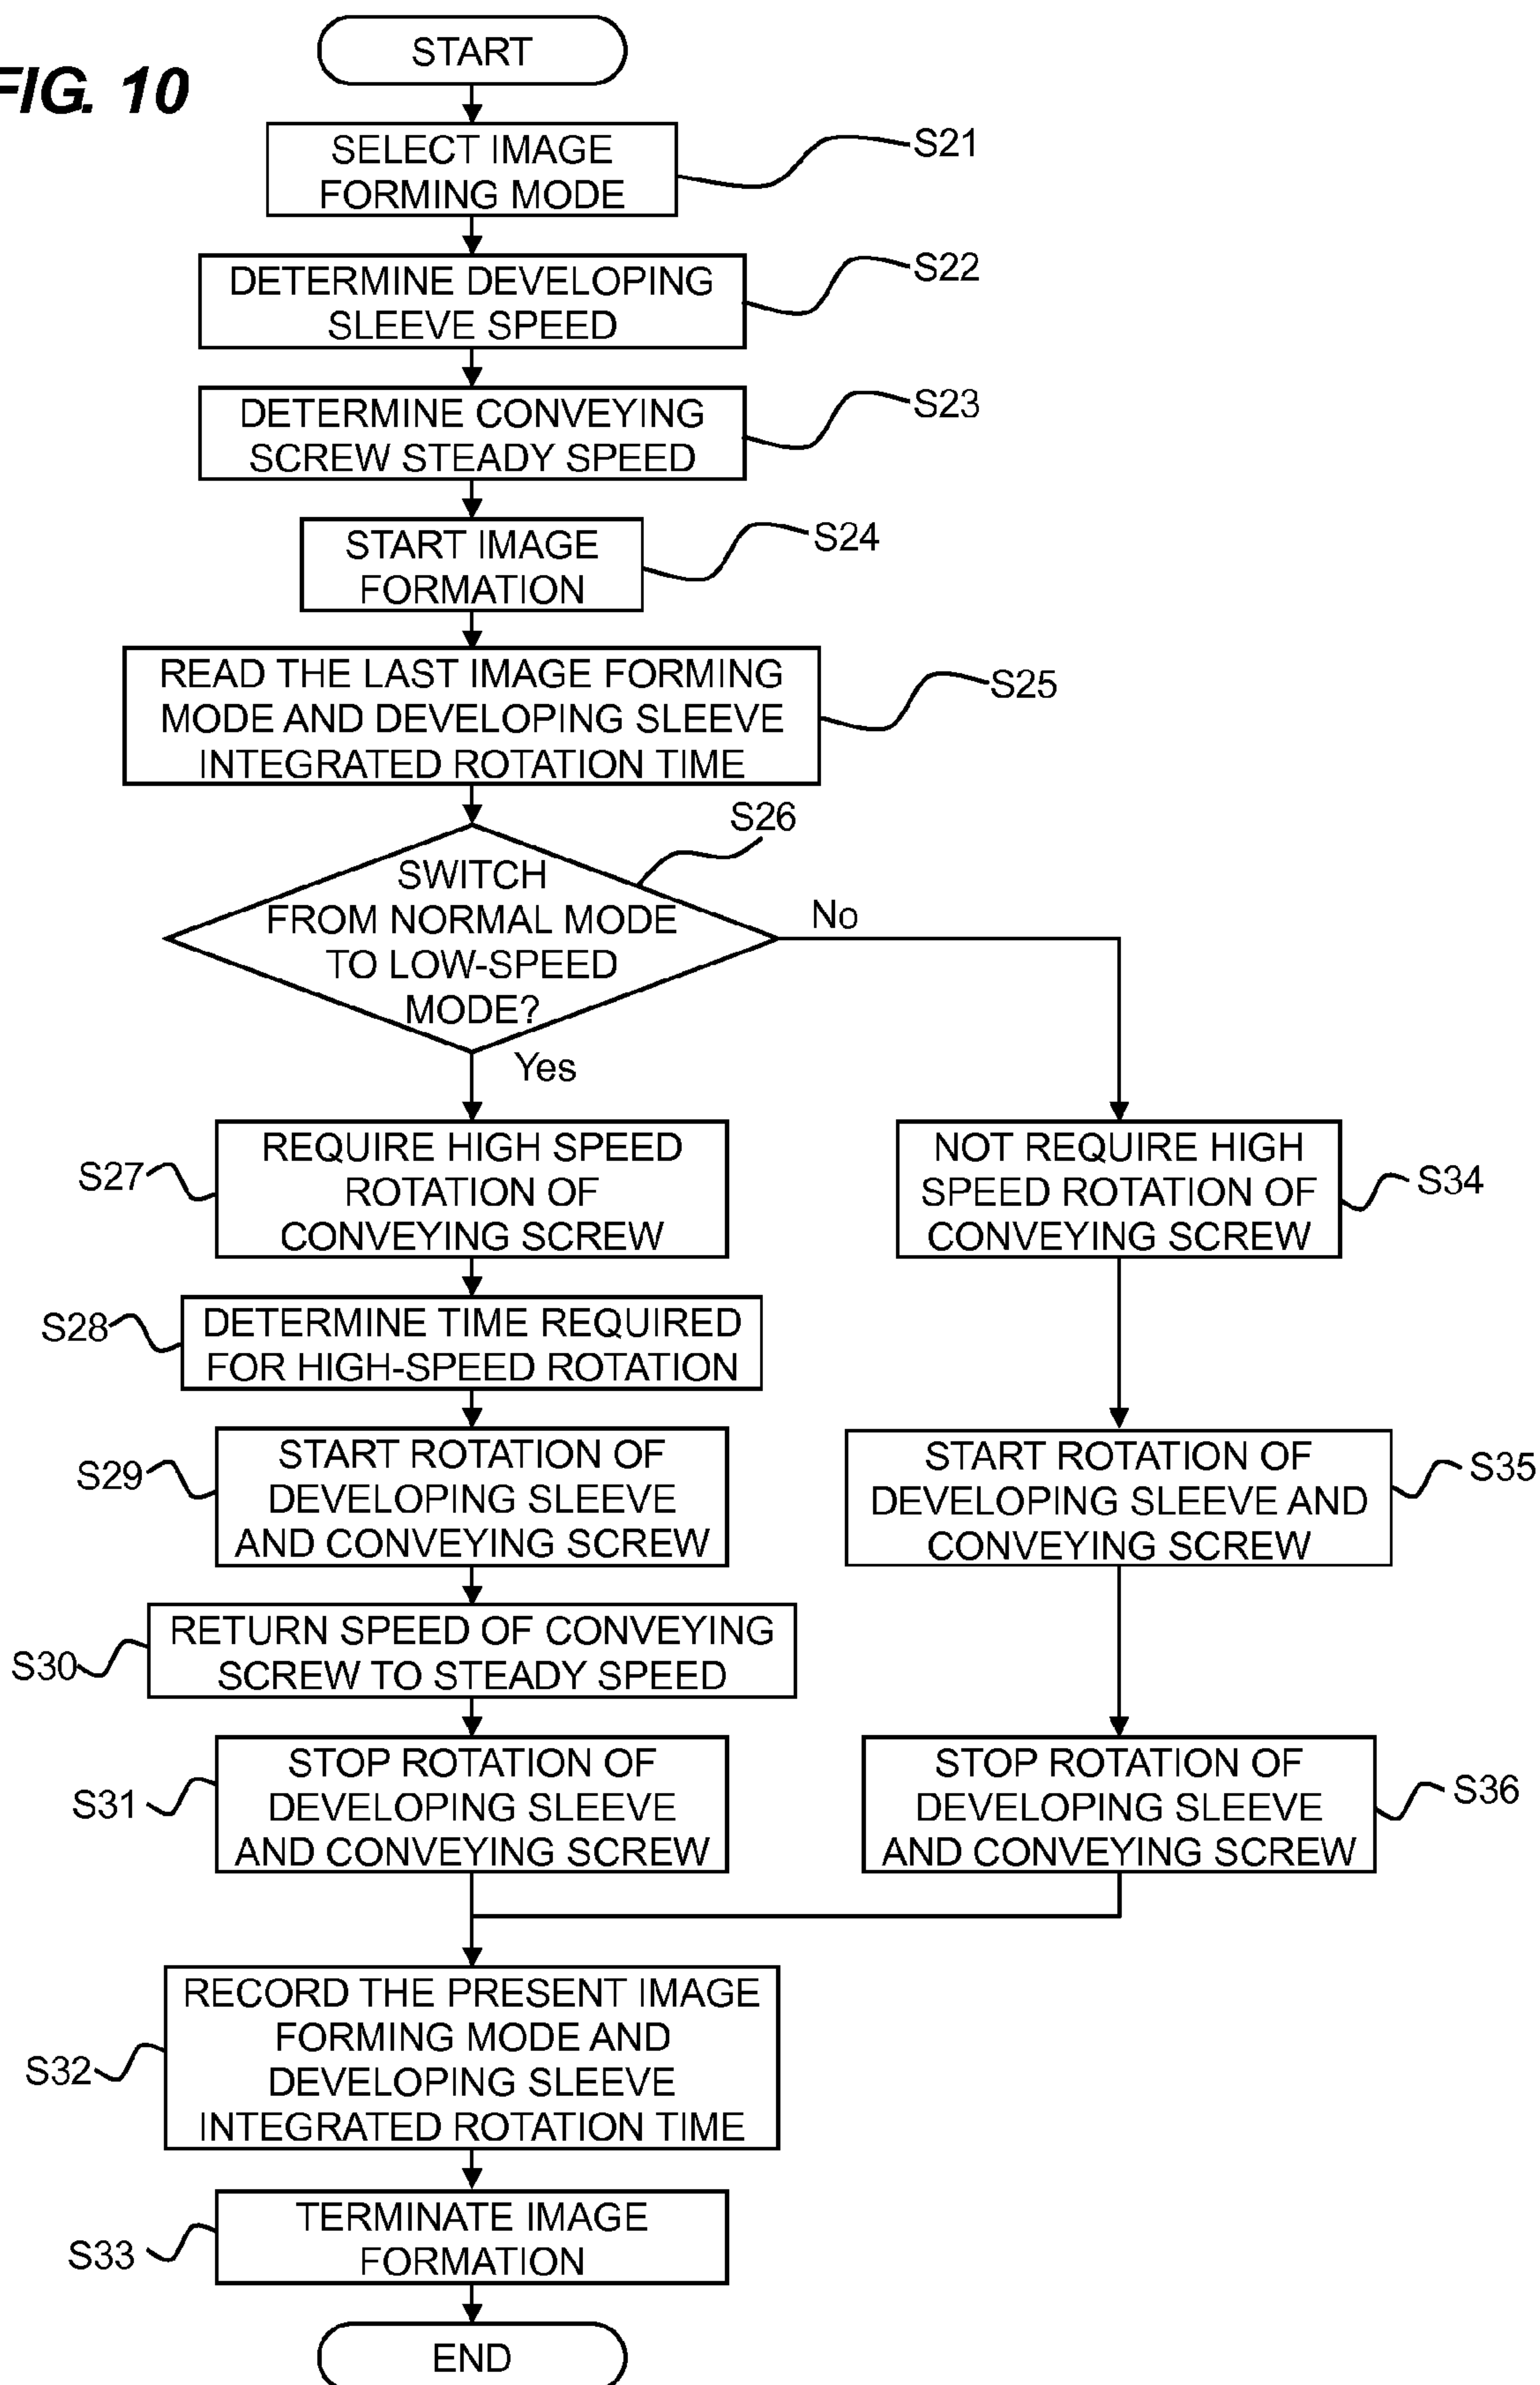 FIG. 10
START
SELECT IMAGE
FORMING MODE
S21
DETERMINE DEVELOPING
SLEEVE SPEED
S22
DETERMINE CONVEYING
SCREW STEADY SPEED
S23
START IMAGE
FORMATION
S24
READ THE LAST IMAGE FORMING
MODE AND DEVELOPING SLEEVE
INTEGRATED ROTATION TIME
S25
S26
SWITCH
FROM NORMAL MODE
TO LOW-SPEED
MODE?
No
Yes
S27
REQUIRE HIGH SPEED
ROTATION OF
CONVEYING SCREW
NOT REQUIRE HIGH
SPEED ROTATION OF
CONVEYING SCREW
S34
S28
DETERMINE TIME REQUIRED
FOR HIGH-SPEED ROTATION
S29
START ROTATION OF
DEVELOPING SLEEVE
AND CONVEYING SCREW
START ROTATION OF
DEVELOPING SLEEVE AND
CONVEYING SCREW
S35
S30
RETURN SPEED OF CONVEYING
SCREW TO STEADY SPEED
S31
STOP ROTATION OF
DEVELOPING SLEEVE
AND CONVEYING SCREW
STOP ROTATION OF
DEVELOPING SLEEVE
AND CONVEYING SCREW
S36
S32
RECORD THE PRESENT IMAGE
FORMING MODE AND
DEVELOPING SLEEVE
INTEGRATED ROTATION TIME
S33
TERMINATE IMAGE
FORMATION
END